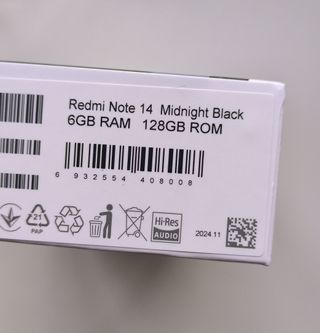 Redmi Note 14 Midnight Black
6GB RAM 128GB ROM
6 932554 408008
21
PAP
Hi-Res
AUDIO
2024.11